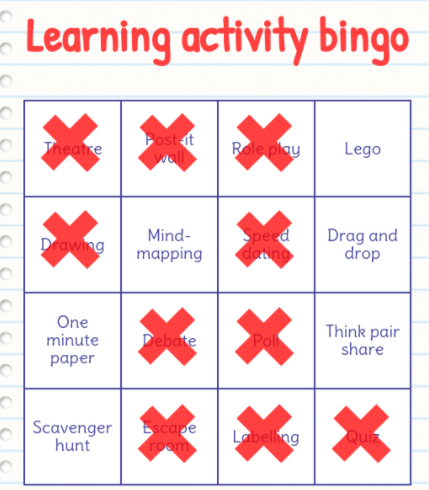 Learning activity bingo
Theatre
Post-it
wall
Role play
Lego
Drawing
Mind-
mapping
Speed
dating
Drag and
drop
One
minute
paper
Debate
Poll
Think pair
share
Scavenger
hunt
Escape
room
Labelling
Quiz